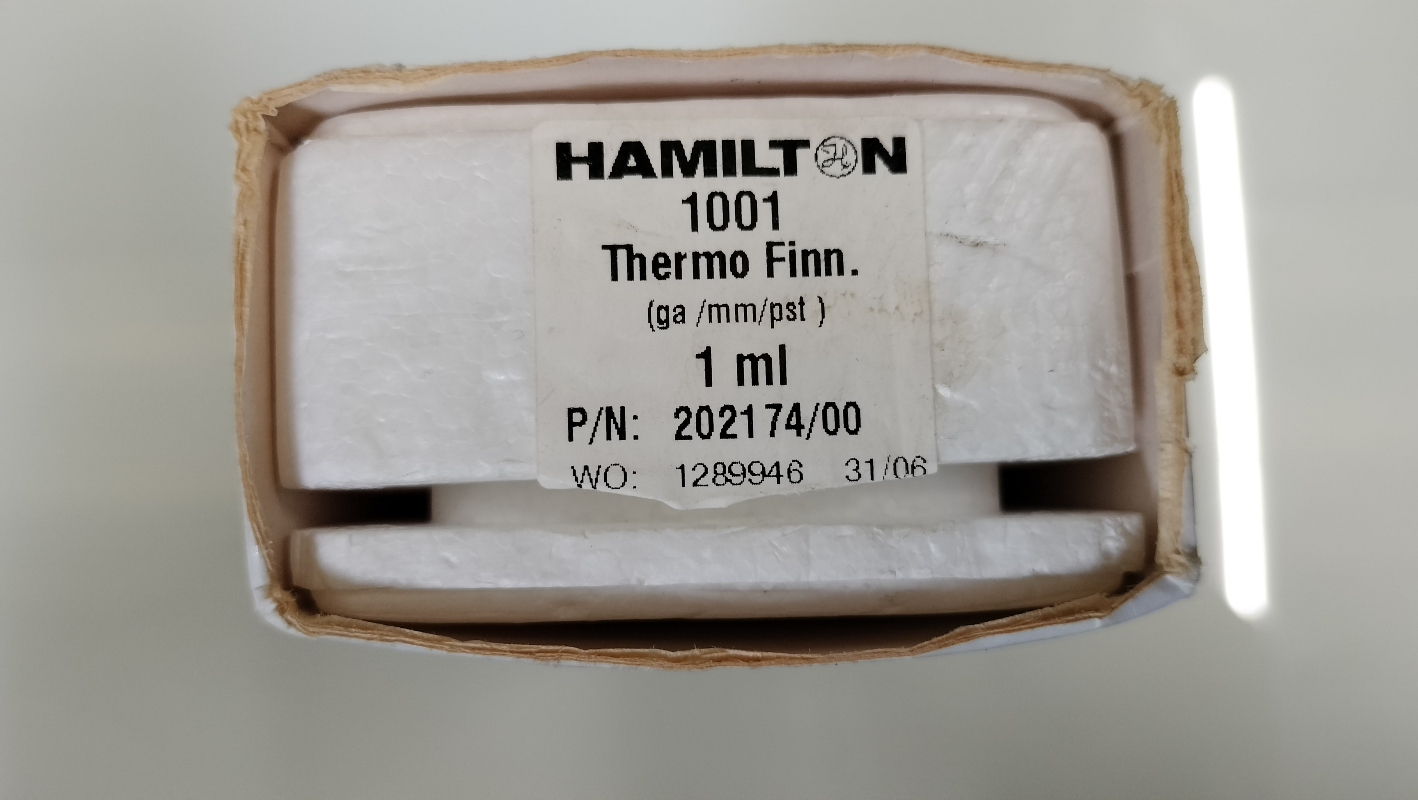 HAMILTON
1001
Thermo Finn.
(ga /mm/pst )
1 ml
P/N: 202174/00
WO: 1289946 31/06